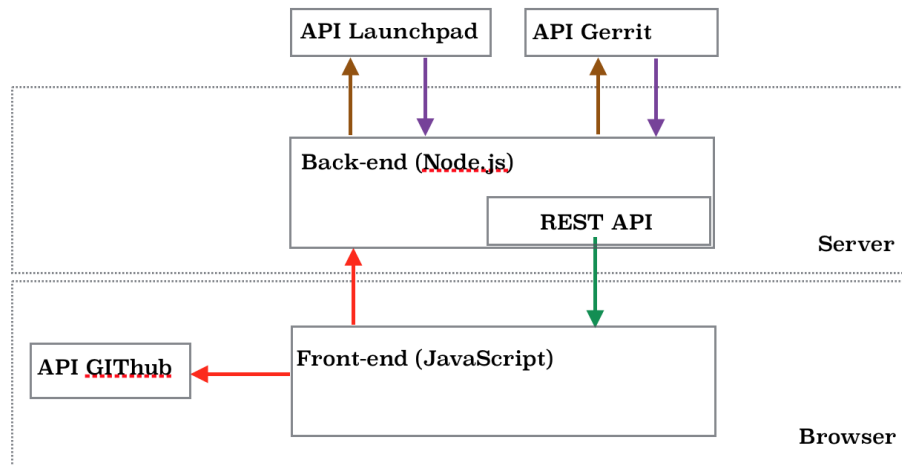 API Launchpad
API Gerrit
Back-end (Node.js)
REST API
Server
Front-end (JavaScript)
API GIThub
Browser